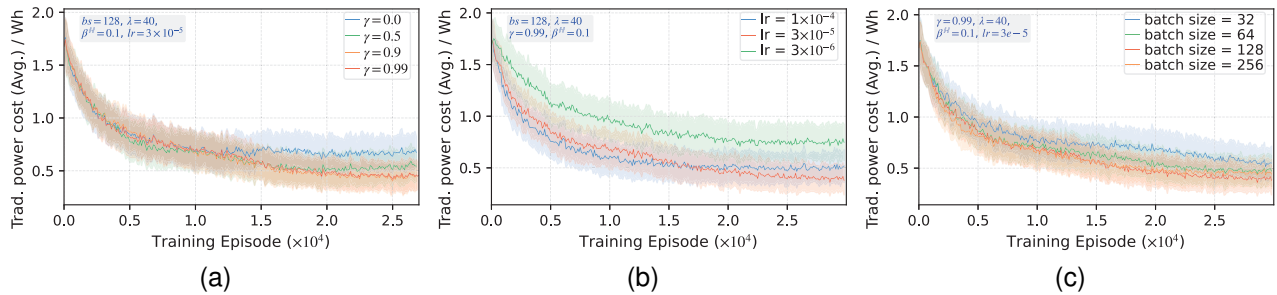 Trad. power cost (Avg.) / Wh
2.0
1.5
1.0
0.5
bs=128, λ=40,
βᴴ=0.1, lr=3×10⁻⁵
γ=0.0
γ=0.5
γ=0.9
γ=0.99
0.0 0.5 1.0 1.5 2.0 2.5
Training Episode (×10⁴)
(a)
Trad. power cost (Avg.) / Wh
2.0
1.5
1.0
0.5
bs=128, λ=40
γ=0.99, βᴴ=0.1
lr = 1×10⁻⁴
lr = 3×10⁻⁵
lr = 3×10⁻⁶
0.0 0.5 1.0 1.5 2.0 2.5
Training Episode (×10⁴)
(b)
Trad. power cost (Avg.) / Wh
2.0
1.5
1.0
0.5
γ=0.99, λ=40,
βᴴ=0.1, lr=3e-5
batch size = 32
batch size = 64
batch size = 128
batch size = 256
0.0 0.5 1.0 1.5 2.0 2.5
Training Episode (×10⁴)
(c)